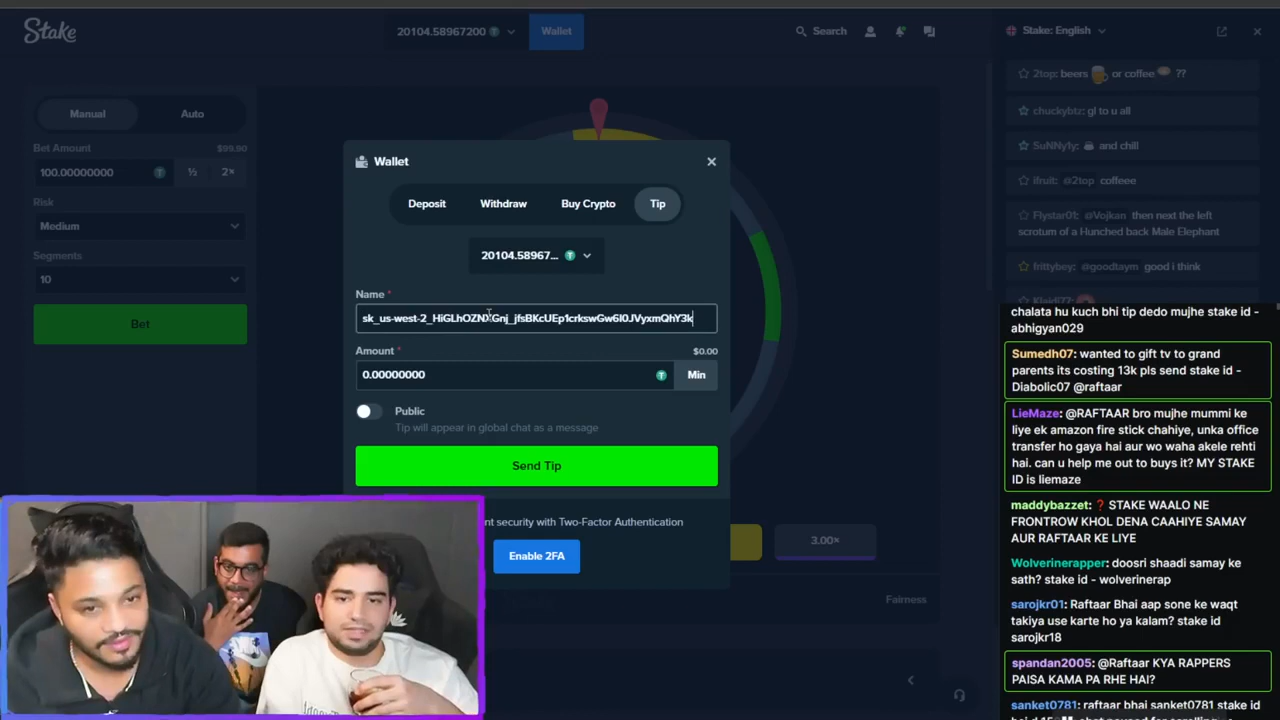 Stake
20104.58967200
Wallet
Search
Stake: English
2top: beers or coffee ??
chuckybtz: gl to u all
SuNNy1y: and chill
ifruit: @2top coffeee
Flystar01: @Vojkan then next the left
scrotum of a Hunched back Male Elephant
frittybey: @goodtaym good i think
Manual
Auto
Bet Amount
$99.90
100.00000000
½
2×
Risk
Medium
Segments
10
Bet
Wallet
Deposit
Withdraw
Buy Crypto
Tip
20104.58967...
Name *
Amount *
$0.00
0.00000000
Min
Public
Tip will appear in global chat as a message
Send Tip
nt security with Two-Factor Authentication
Enable 2FA
3.00×
Fairness
chalata hu kuch bhi tip dedo mujhe stake id -
abhigyan029
Sumedh07: wanted to gift tv to grand
parents its costing 13k pls send stake id -
Diabolic07 @raftaar
LieMaze: @RAFTAAR bro mujhe mummi ke
liye ek amazon fire stick chahiye, unka office
transfer ho gaya hai aur wo waha akele rehti
hai. can u help me out to buys it? MY STAKE
ID is liemaze
maddybazzet: ❓ STAKE WAALO NE
FRONTROW KHOL DENA CAAHIYE SAMAY
AUR RAFTAAR KE LIYE
Wolverinerapper: doosri shaadi samay ke
sath? stake id - wolverinerap
sarojkr01: Raftaar Bhai aap sone ke waqt
takiya use karte ho ya kalam? stake id
sarojkr18
spandan2005: @Raftaar KYA RAPPERS
PAISA KAMA PA RHE HAI?
sanket0781: raftaar bhai sanket0781 stake id